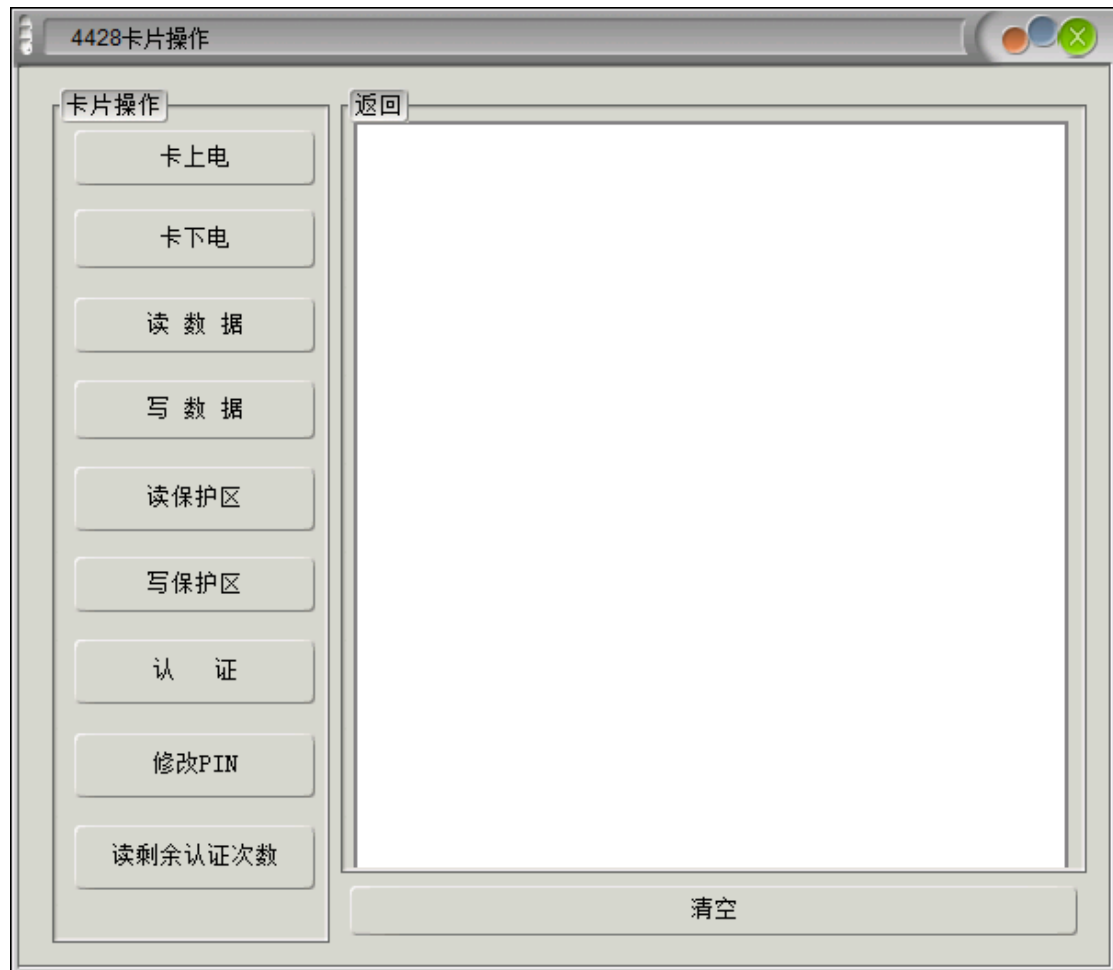 4428卡片操作
卡片操作
卡上电
卡下电
读 数 据
写 数 据
读保护区
写保护区
认 证
修改PIN
读剩余认证次数
返回
清空